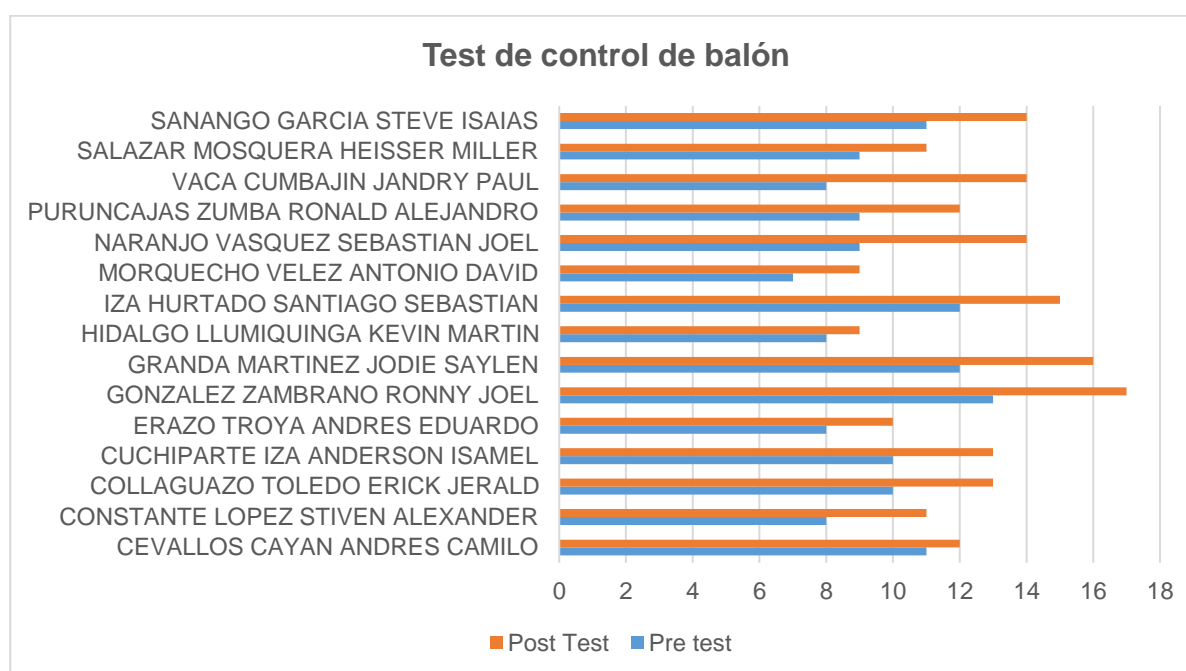 Test de control de balón
SANANGO GARCIA STEVE ISAIAS
SALAZAR MOSQUERA HEISSER MILLER
VACA CUMBAJIN JANDRY PAUL
PURUNCAJAS ZUMBA RONALD ALEJANDRO
NARANJO VASQUEZ SEBASTIAN JOEL
MORQUECHO VELEZ ANTONIO DAVID
IZA HURTADO SANTIAGO SEBASTIAN
HIDALGO LLUMIQUINGA KEVIN MARTIN
GRANDA MARTINEZ JODIE SAYLEN
GONZALEZ ZAMBRANO RONNY JOEL
ERAZO TROYA ANDRES EDUARDO
CUCHIPARTE IZA ANDERSON ISAMEL
COLLAGUAZO TOLEDO ERICK JERALD
CONSTANTE LOPEZ STIVEN ALEXANDER
CEVALLOS CAYAN ANDRES CAMILO
0 2 4 6 8 10 12 14 16 18
Post Test Pre test